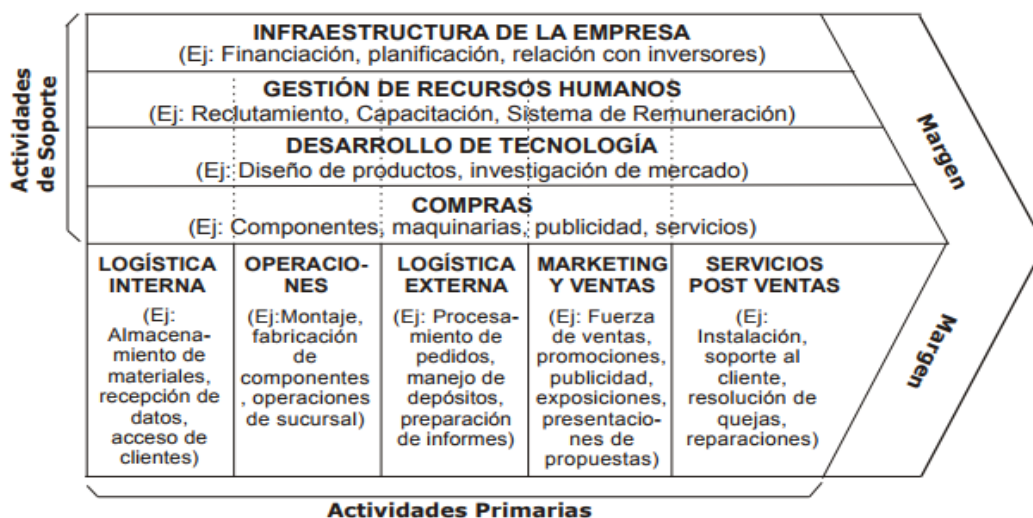 Actividades
de Soporte
INFRAESTRUCTURA DE LA EMPRESA
(Ej: Financiación, planificación, relación con inversores)
GESTIÓN DE RECURSOS HUMANOS
(Ej: Reclutamiento, Capacitación, Sistema de Remuneración)
DESARROLLO DE TECNOLOGÍA
(Ej: Diseño de productos, investigación de mercado)
COMPRAS
(Ej: Componentes, maquinarias, publicidad, servicios)
LOGÍSTICA
INTERNA
(Ej:
Almacena-
miento de
materiales,
recepción de
datos,
acceso de
clientes)
OPERACIO-
NES
(Ej:Montaje,
fabricación
de
componentes
, operaciones
de sucursal)
LOGÍSTICA
EXTERNA
(Ej: Procesa-
miento de
pedidos,
manejo de
depósitos,
preparación
de informes)
MARKETING
Y VENTAS
(Ej: Fuerza
de ventas,
promociones,
publicidad,
exposiciones,
presentacio-
nes de
propuestas)
SERVICIOS
POST VENTAS
(Ej:
Instalación,
soporte al
cliente,
resolución de
quejas,
reparaciones)
Margen
Margen
Actividades Primarias